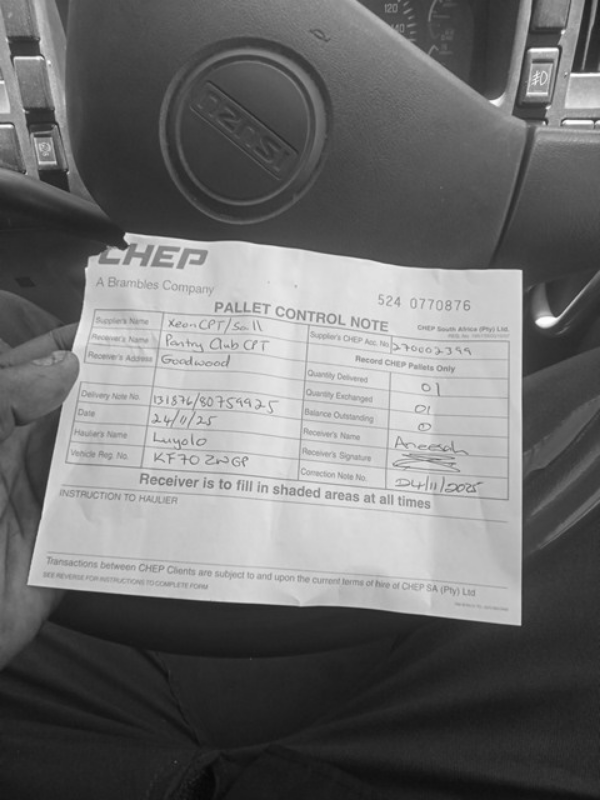 120
140
ISUZU
CHEP
A Brambles Company
524 0770876
PALLET CONTROL NOTE
CHEP South Africa (Pty) Ltd.
Supplier's Name Xeon CPT/Sall
Supplier's CHEP Acc. No. 270002399
Receiver's Name Pantry Club CPT
Record CHEP Pallets Only
Receiver's Address Goodwood
Quantity Delivered 01
Quantity Exchanged 01
Delivery Note No. 131876/80759925
Balance Outstanding 0
Date 24/11/25
Receiver's Name Aneesah
Haulier's Name Luyolo
Receiver's Signature
Vehicle Reg. No. KF70ZWGP
Correction Note No. 24/11/2025
Receiver is to fill in shaded areas at all times
INSTRUCTION TO HAULIER
Transactions between CHEP Clients are subject to and upon the current terms of hire of CHEP SA (Pty) Ltd
SEE REVERSE FOR INSTRUCTIONS TO COMPLETE FORM